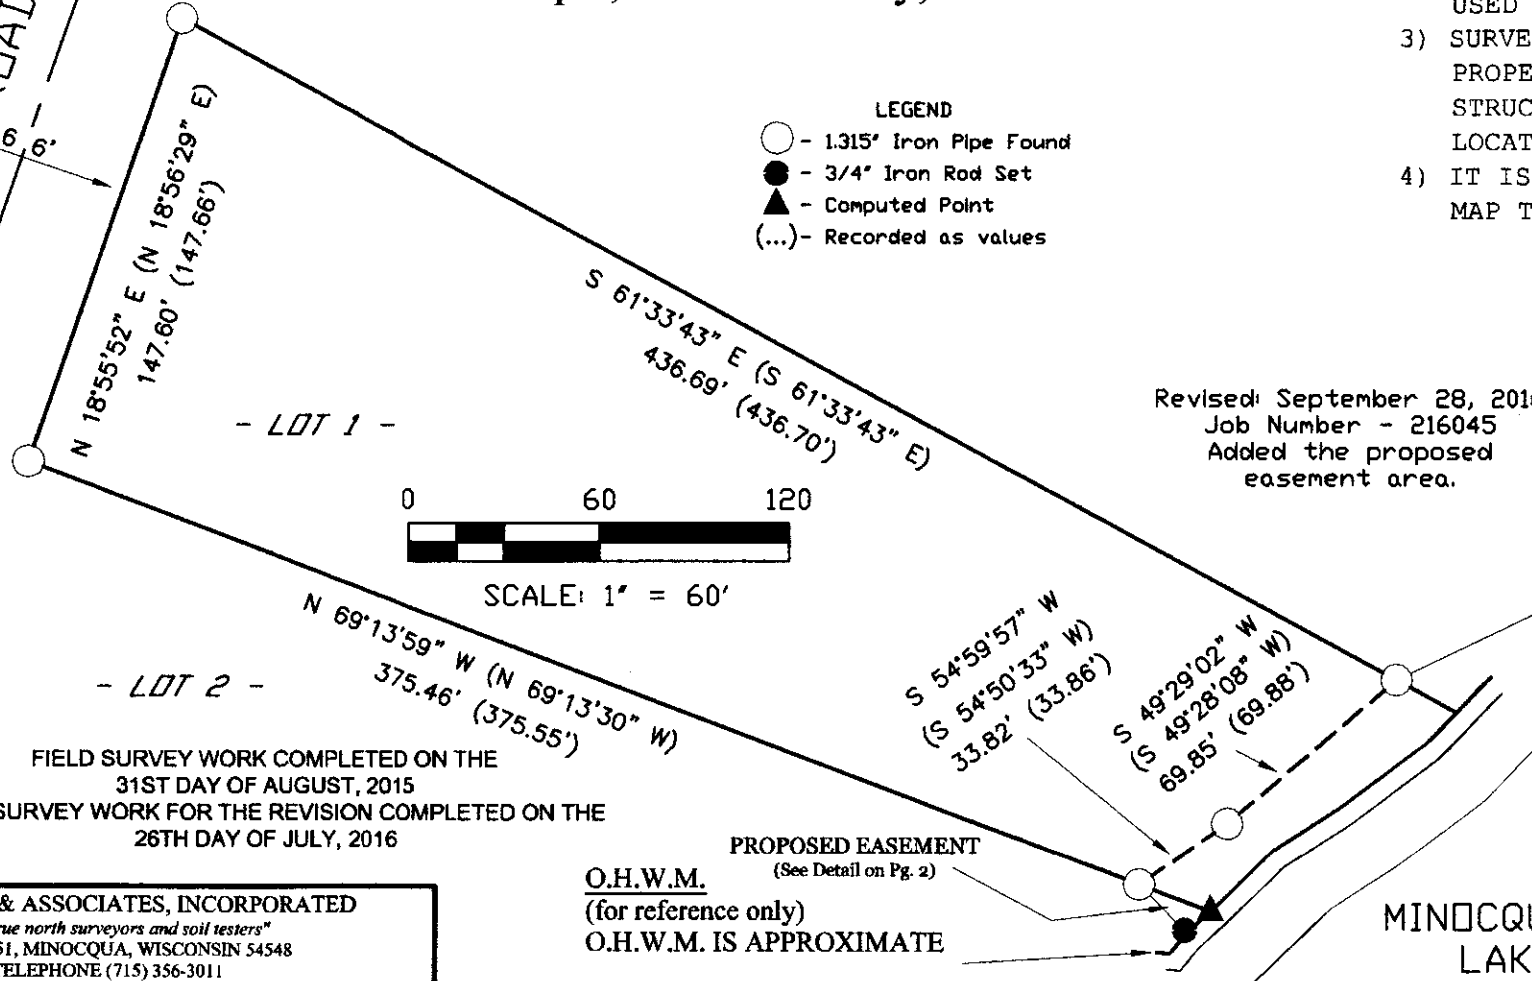 USED
3) SURVE
PROPE
STRUC
LOCAT
4) IT IS
MAP T
66'
LEGEND
- 1.315" Iron Pipe Found
- 3/4" Iron Rod Set
- Computed Point
(...)- Recorded as values
N 18°55'52" E (N 18°56'29" E)
147.60' (147.66')
S 61°33'43" E (S 61°33'43" E)
436.69' (436.70')
- LOT 1 -
Revised: September 28, 201
Job Number - 216045
Added the proposed
easement area.
0 60 120
SCALE: 1" = 60'
N 69°13'59" W (N 69°13'30" W)
375.46' (375.55')
- LOT 2 -
S 54°59'57" W
(S 54°50'33" W)
33.82' (33.86')
S 49°29'02" W
(S 49°28'08" W)
69.85' (69.88')
FIELD SURVEY WORK COMPLETED ON THE
31ST DAY OF AUGUST, 2015
SURVEY WORK FOR THE REVISION COMPLETED ON THE
26TH DAY OF JULY, 2016
PROPOSED EASEMENT
(See Detail on Pg. 2)
O.H.W.M.
(for reference only)
O.H.W.M. IS APPROXIMATE
& ASSOCIATES, INCORPORATED
rue north surveyors and soil testers"
51, MINOCQUA, WISCONSIN 54548
TELEPHONE (715) 356-3011
MINOCQU
LAK